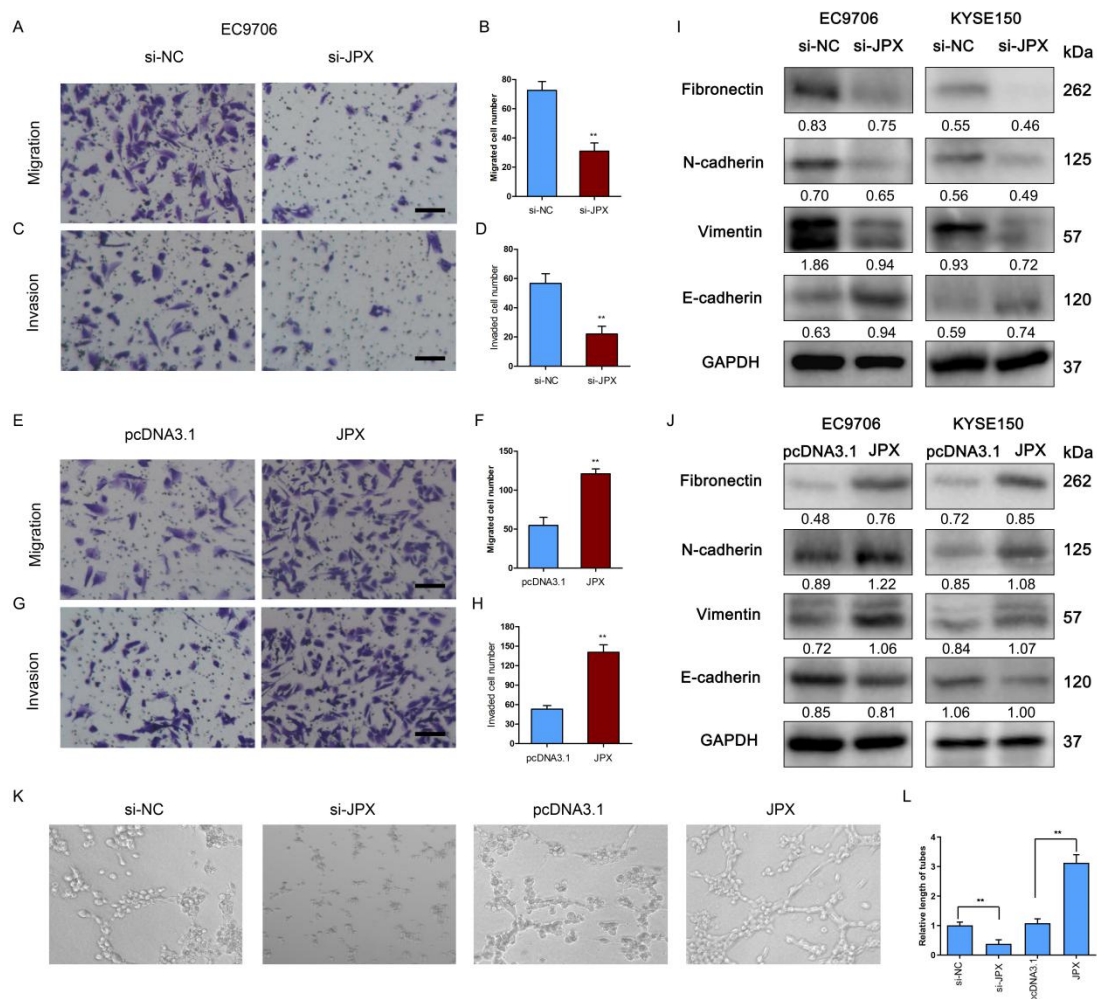 A
EC9706
si-NC
si-JPX
Migration
B
Migrated cell number
80
60
40
20
0
**
si-NC
si-JPX
C
Invasion
D
Invaded cell number
80
60
40
20
0
**
si-NC
si-JPX
E
pcDNA3.1
JPX
Migration
F
Migrated cell number
150
100
50
0
**
pcDNA3.1
JPX
G
Invasion
H
Invaded cell number
180
150
120
90
60
30
0
**
pcDNA3.1
JPX
I
EC9706 KYSE150
si-NC si-JPX si-NC si-JPX kDa
Fibronectin 262
0.83 0.75 0.55 0.46
N-cadherin 125
0.70 0.65 0.56 0.49
Vimentin 57
1.86 0.94 0.93 0.72
E-cadherin 120
0.63 0.94 0.59 0.74
GAPDH 37
J
EC9706 KYSE150
pcDNA3.1 JPX pcDNA3.1 JPX kDa
Fibronectin 262
0.48 0.76 0.72 0.85
N-cadherin 125
0.89 1.22 0.85 1.08
Vimentin 57
0.72 1.06 0.84 1.07
E-cadherin 120
0.85 0.81 1.06 1.00
GAPDH 37
K
si-NC
si-JPX
pcDNA3.1
JPX
L
Relative length of tubes
4
3
2
1
0
**
**
si-NC
si-JPX
pcDNA3.1
JPX